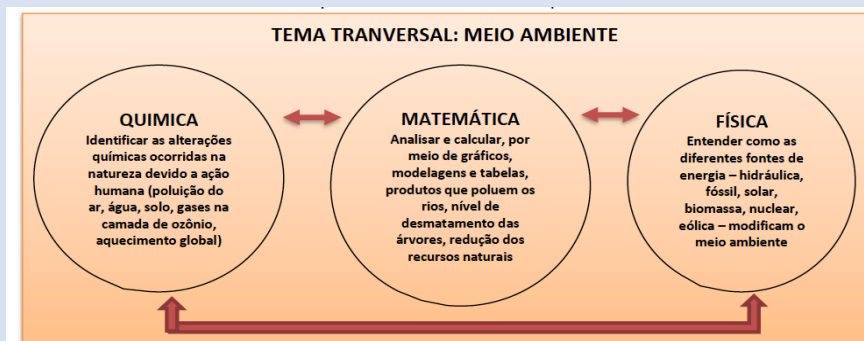 TEMA TRANVERSAL: MEIO AMBIENTE
QUIMICA
Identificar as alterações
químicas ocorridas na
natureza devido a ação
humana (poluição do
ar, água, solo, gases na
camada de ozônio,
aquecimento global)
MATEMÁTICA
Analisar e calcular, por
meio de gráficos,
modelagens e tabelas,
produtos que poluem os
rios, nível de
desmatamento das
árvores, redução dos
recursos naturais
FÍSICA
Entender como as
diferentes fontes de
energia – hidráulica,
fóssil, solar,
biomassa, nuclear,
eólica – modificam o
meio ambiente